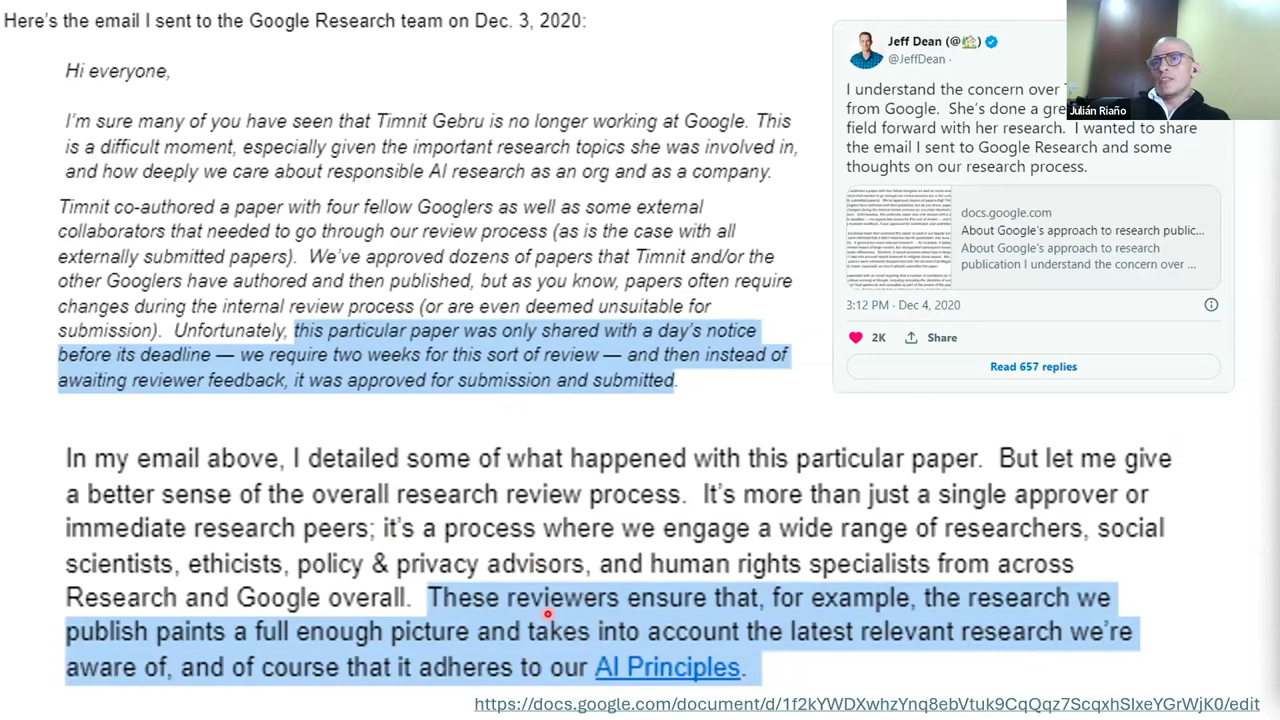 Here's the email I sent to the Google Research team on Dec. 3, 2020:
Hi everyone,
I'm sure many of you have seen that Timnit Gebru is no longer working at Google. This
is a difficult moment, especially given the important research topics she was involved in,
and how deeply we care about responsible AI research as an org and as a company.
Timnit co-authored a paper with four fellow Googlers as well as some external
collaborators that needed to go through our review process (as is the case with all
externally submitted papers). We've approved dozens of papers that Timnit and/or the
other Googlers have authored and then published, but as you know, papers often require
changes during the internal review process (or are even deemed unsuitable for
submission). Unfortunately, this particular paper was only shared with a day's notice
before its deadline — we require two weeks for this sort of review — and then instead of
awaiting reviewer feedback, it was approved for submission and submitted.
In my email above, I detailed some of what happened with this particular paper. But let me give
a better sense of the overall research review process. It's more than just a single approver or
immediate research peers; it's a process where we engage a wide range of researchers, social
scientists, ethicists, policy & privacy advisors, and human rights specialists from across
Research and Google overall. These reviewers ensure that, for example, the research we
publish paints a full enough picture and takes into account the latest relevant research we're
aware of, and of course that it adheres to our AI Principles.
Jeff Dean (@🏡)
@JeffDean ·
I understand the concern over
from Google. She's done a gre
field forward with her research. I wanted to share
the email I sent to Google Research and some
thoughts on our research process.
docs.google.com
About Google's approach to research public...
About Google's approach to research
publication I understand the concern over ...
3:12 PM · Dec 4, 2020
2K Share
Read 657 replies
Julián Riaño
https://docs.google.com/document/d/1f2kYWDXwhzYnq8ebVtuk9CqQqz7ScqxhSIxeYGrWjK0/edit